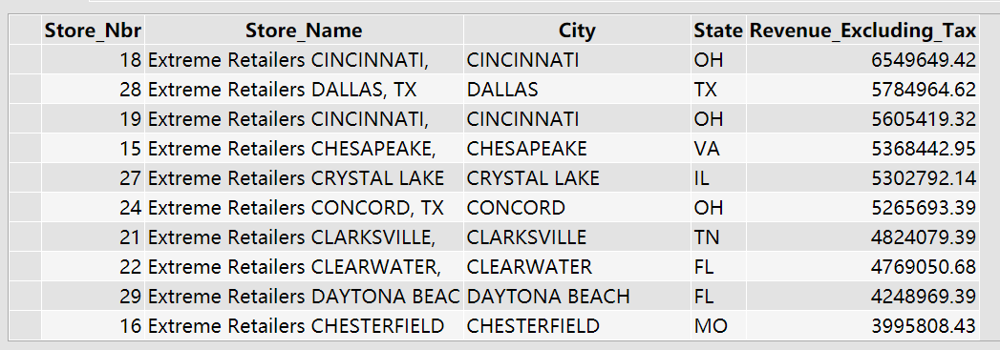 Store_Nbr Store_Name City State Revenue_Excluding_Tax
18 Extreme Retailers CINCINNATI, CINCINNATI OH 6549649.42
28 Extreme Retailers DALLAS, TX DALLAS TX 5784964.62
19 Extreme Retailers CINCINNATI, CINCINNATI OH 5605419.32
15 Extreme Retailers CHESAPEAKE, CHESAPEAKE VA 5368442.95
27 Extreme Retailers CRYSTAL LAKE CRYSTAL LAKE IL 5302792.14
24 Extreme Retailers CONCORD, TX CONCORD OH 5265693.39
21 Extreme Retailers CLARKSVILLE, CLARKSVILLE TN 4824079.39
22 Extreme Retailers CLEARWATER, CLEARWATER FL 4769050.68
29 Extreme Retailers DAYTONA BEAC DAYTONA BEACH FL 4248969.39
16 Extreme Retailers CHESTERFIELD CHESTERFIELD MO 3995808.43